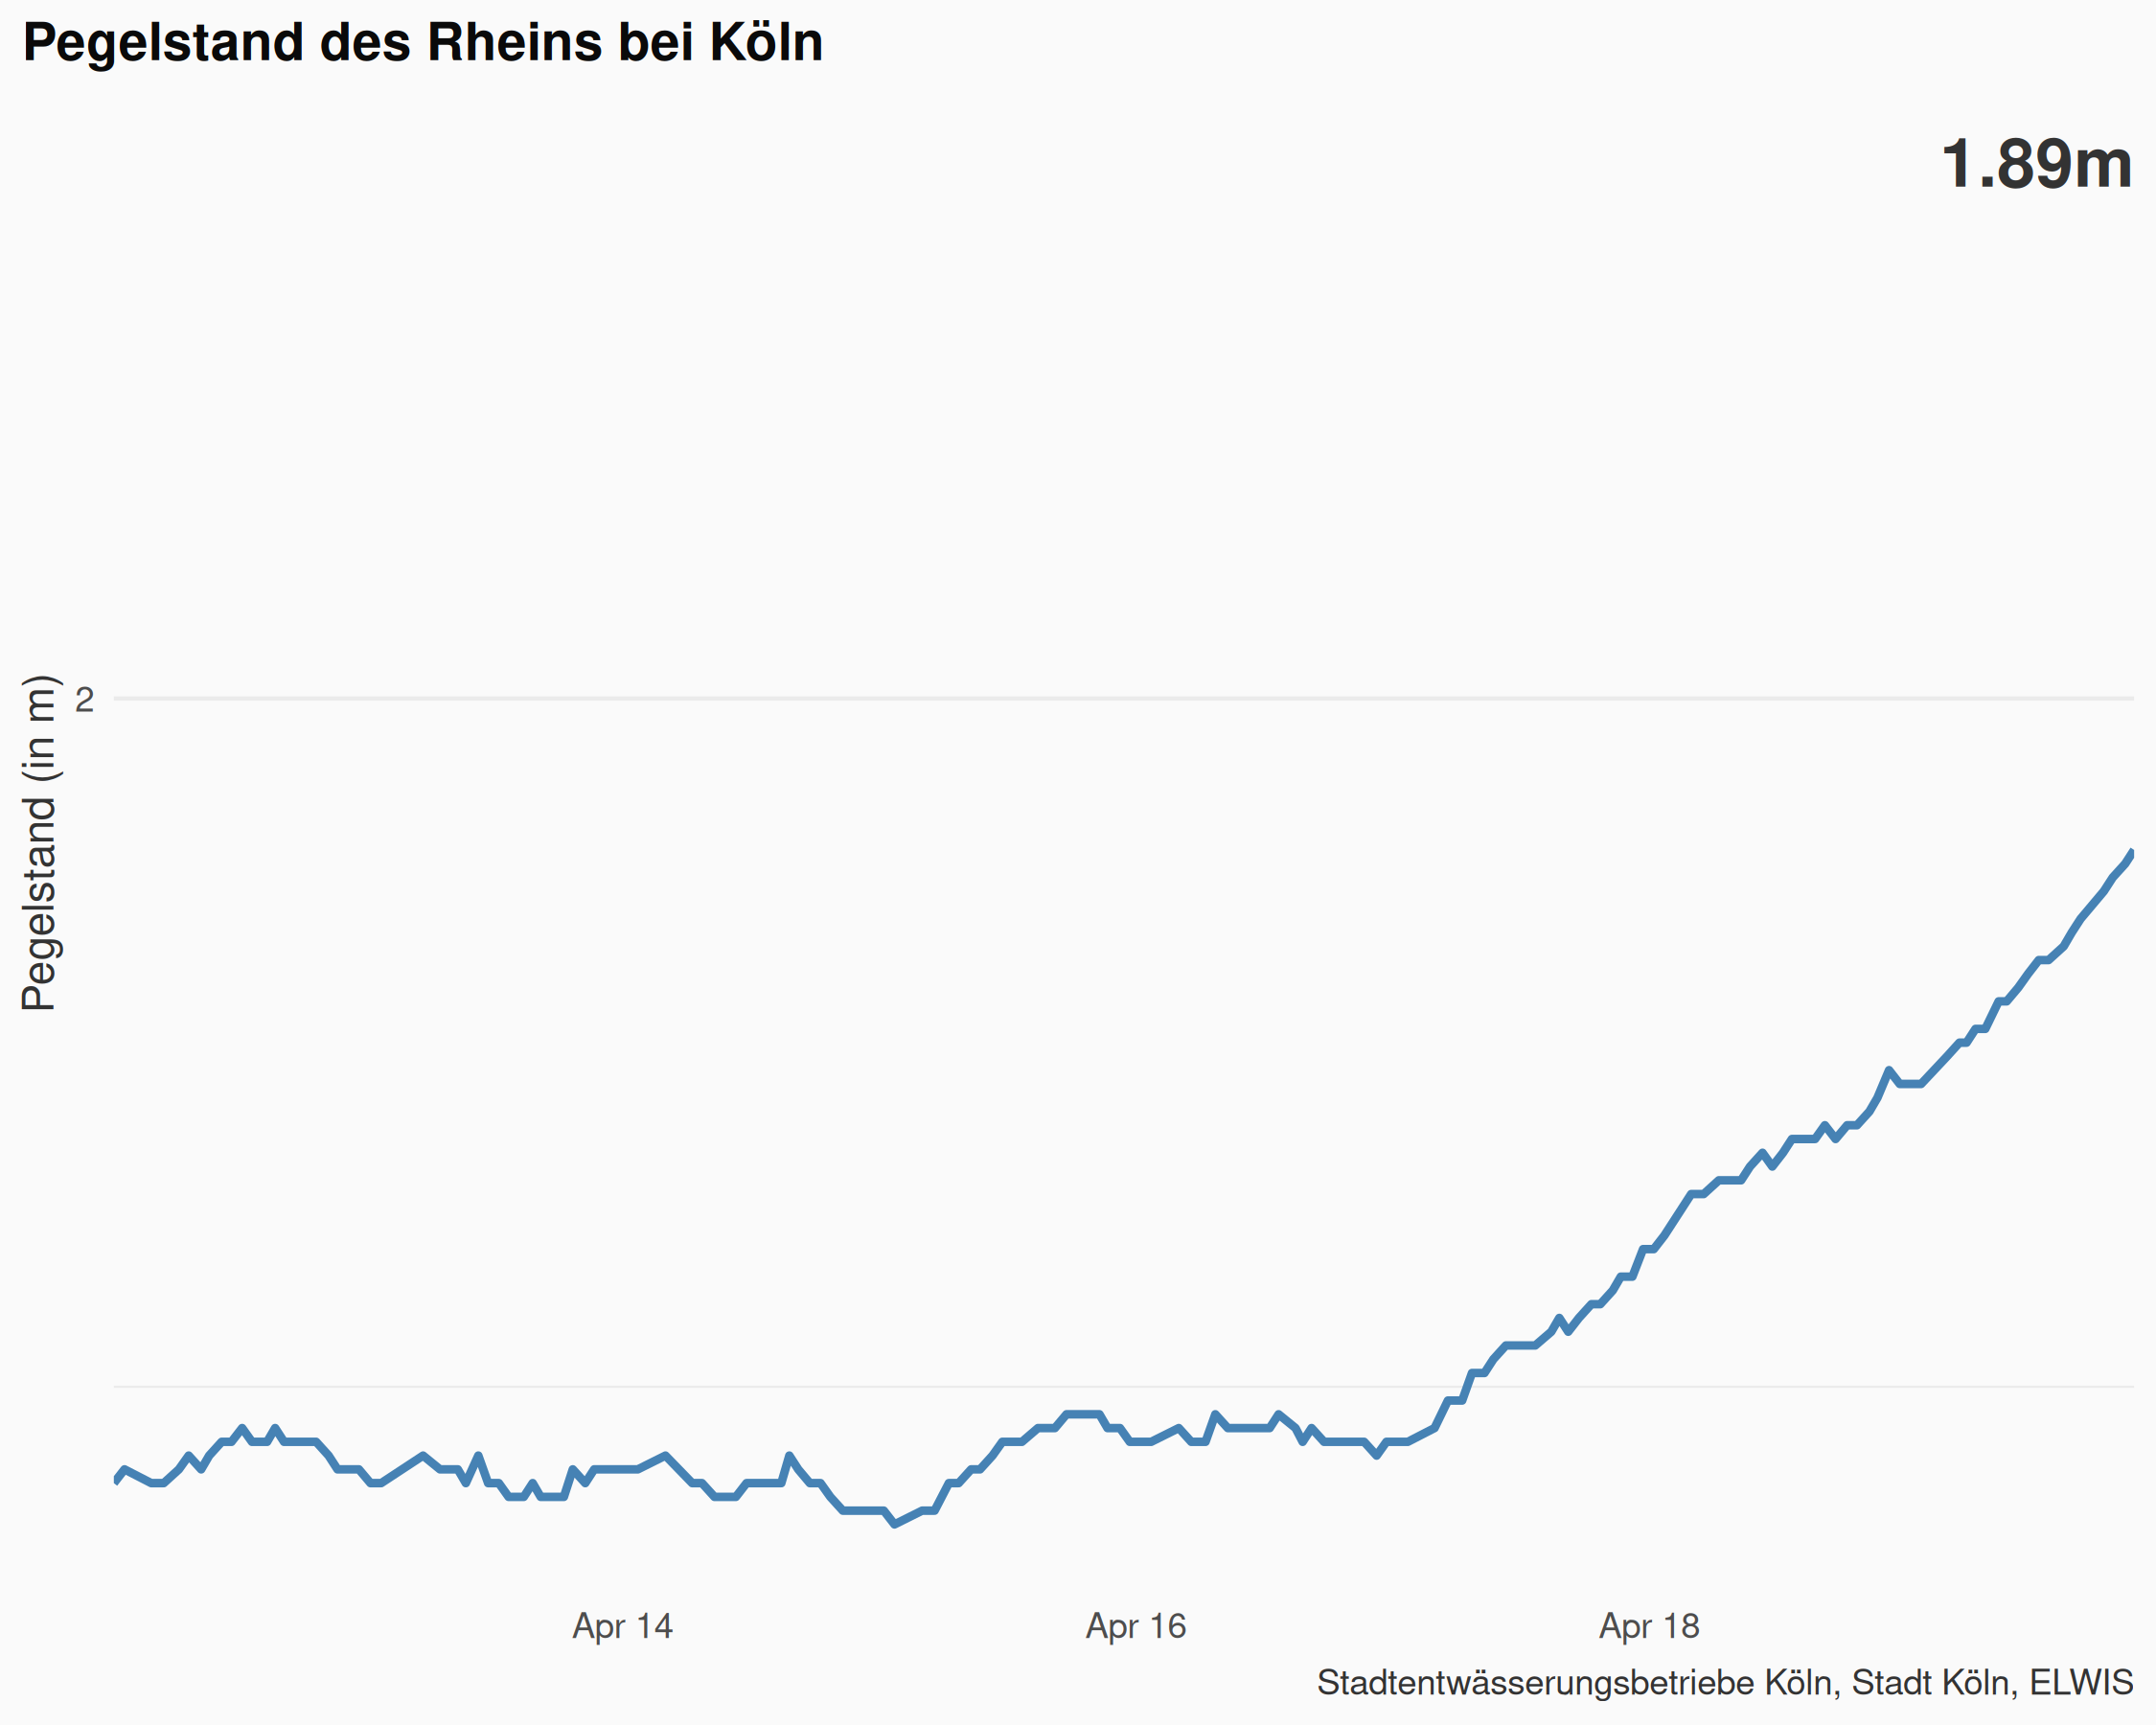 Pegelstand des Rheins bei Köln
1.89m
Pegelstand (in m)
2
Apr 14
Apr 16
Apr 18
Stadtentwässerungsbetriebe Köln, Stadt Köln, ELWIS